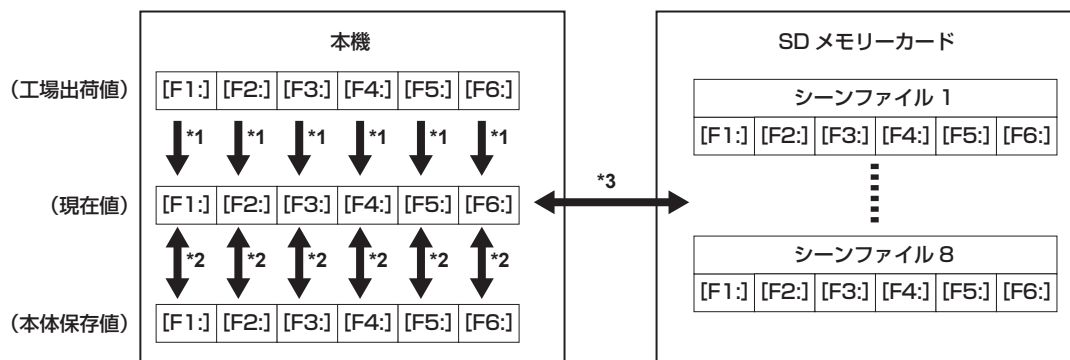 本機
(工場出荷値) [F1:] [F2:] [F3:] [F4:] [F5:] [F6:]
*1 *1 *1 *1 *1 *1
(現在値) [F1:] [F2:] [F3:] [F4:] [F5:] [F6:]
*2 *2 *2 *2 *2 *2
(本体保存値) [F1:] [F2:] [F3:] [F4:] [F5:] [F6:]
*3
SD メモリーカード
シーンファイル 1
[F1:] [F2:] [F3:] [F4:] [F5:] [F6:]
シーンファイル 8
[F1:] [F2:] [F3:] [F4:] [F5:] [F6:]